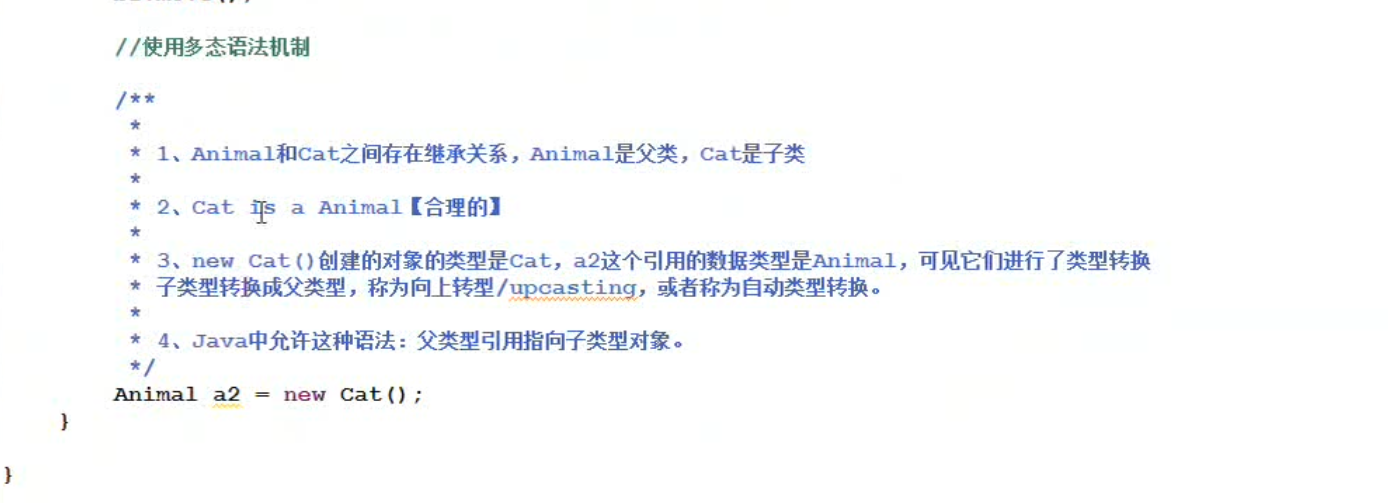 //使用多态语法机制
/**
*
* 1、Animal和Cat之间存在继承关系，Animal是父类，Cat是子类
*
* 2、Cat is a Animal【合理的】
*
* 3、new Cat()创建的对象的类型是Cat，a2这个引用的数据类型是Animal，可见它们进行了类型转换
* 子类型转换成父类型，称为向上转型/upcasting，或者称为自动类型转换。
*
* 4、Java中允许这种语法：父类型引用指向子类型对象。
*/
Animal a2 = new Cat();
}
}